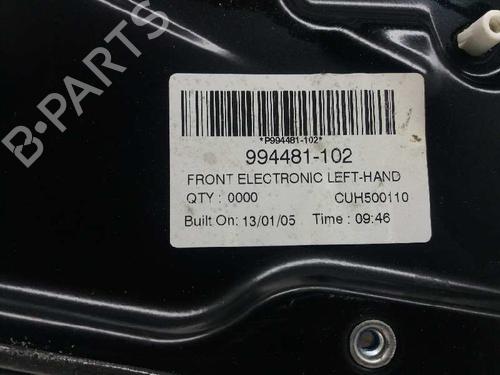 B-PARTS
*P994481-102*
994481-102
FRONT ELECTRONIC LEFT-HAND
QTY : 0000 CUH500110
Built On: 13/01/05 Time : 09:46